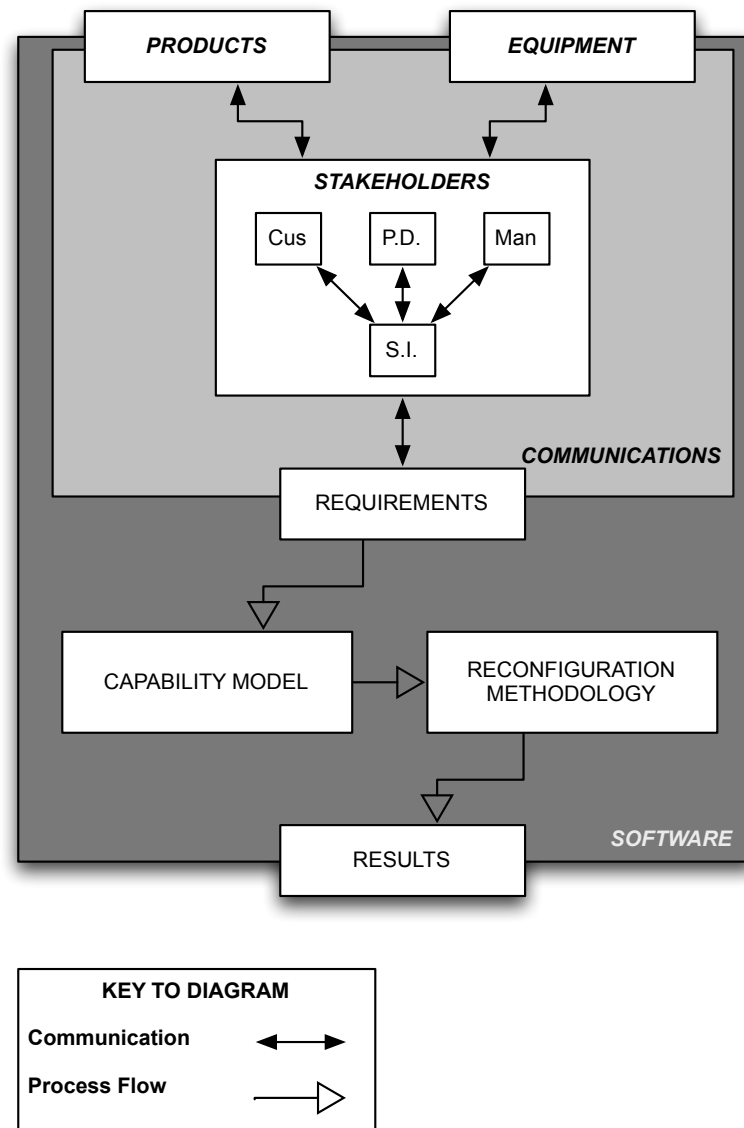 PRODUCTS
EQUIPMENT
STAKEHOLDERS
Cus
P.D.
Man
S.I.
COMMUNICATIONS
REQUIREMENTS
CAPABILITY MODEL
RECONFIGURATION
METHODOLOGY
SOFTWARE
RESULTS
KEY TO DIAGRAM
Communication
Process Flow